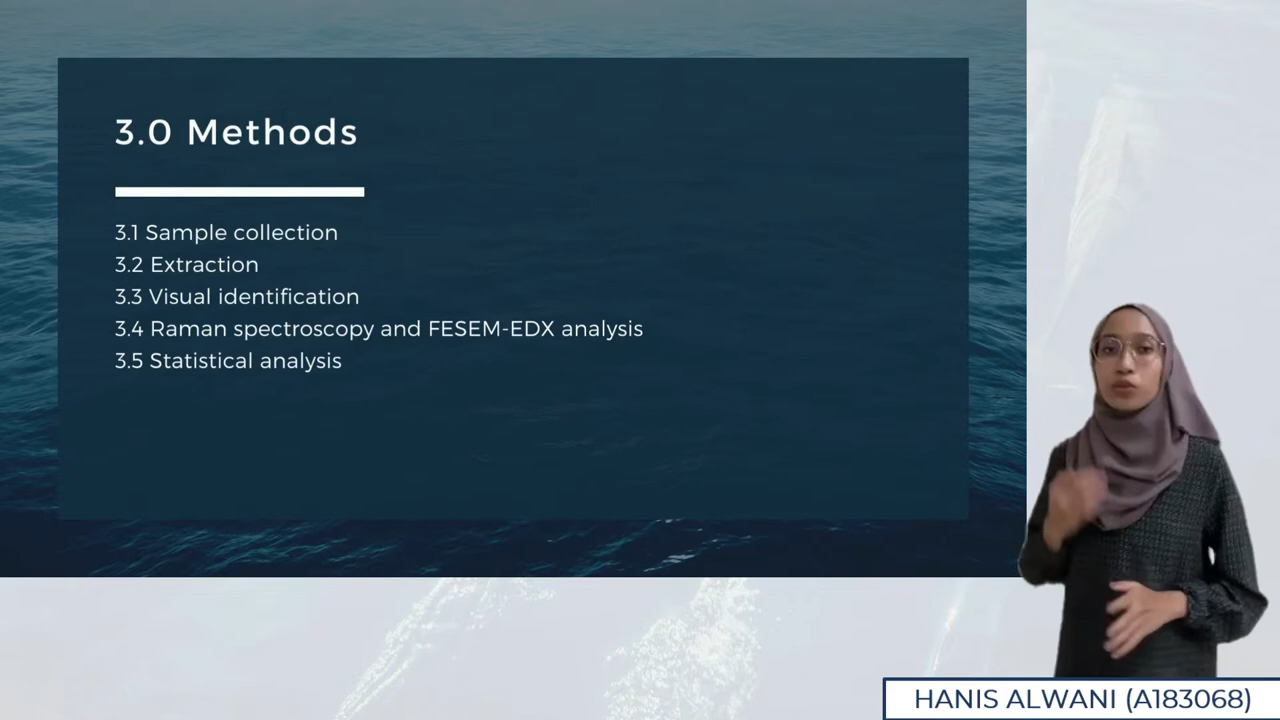 3.0 Methods
3.1 Sample collection
3.2 Extraction
3.3 Visual identification
3.4 Raman spectroscopy and FESEM-EDX analysis
3.5 Statistical analysis
HANIS ALWANI (A183068)